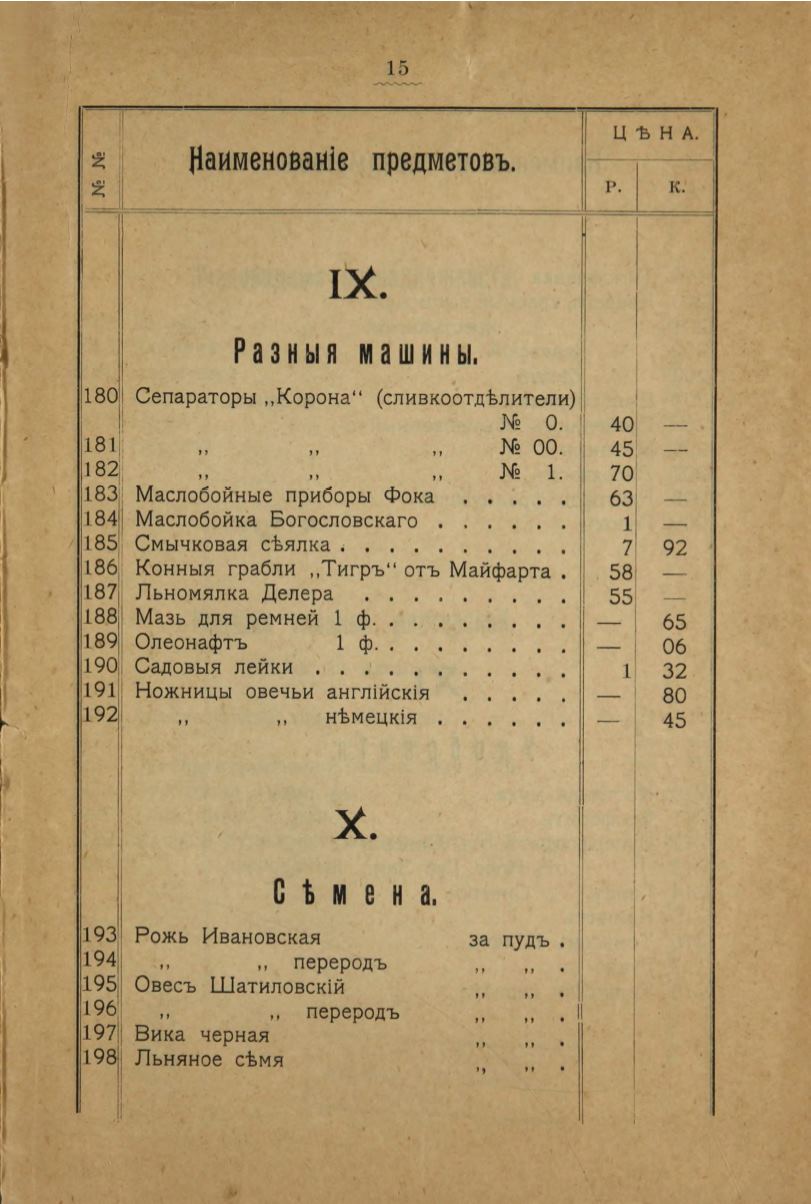 15
№ №
Наименованіе предметовъ.
ЦѢНА.
Р. К.
IX.
Разныя машины.
180 Сепараторы „Корона“ (сливкоотдѣлители)
№ 0. 40 —
181 „ „ „ № 00. 45 —
182 „ „ „ № 1. 70
183 Маслобойные приборы Фока . . . . . 63 —
184 Маслобойка Богословскаго . . . . . . 1 —
185 Смычковая сѣялка . . . . . . . . . . 7 92
186 Конныя грабли „Тигръ“ отъ Майфарта . 58 —
187 Льномялка Делера . . . . . . . . . 55 —
188 Мазь для ремней 1 ф. . . . . . . . . — 65
189 Олеонафтъ 1 ф. . . . . . . . . — 06
190 Садовыя лейки . . . . . . . . . . . 1 32
191 Ножницы овечьи англійскія . . . . . — 80
192 „ „ нѣмецкія . . . . . . — 45
X.
Сѣмена.
193 Рожь Ивановская за пудъ .
194 „ „ перерод​ъ „ „ .
195 Овесъ Шатиловскій „ „ .
196 „ „ перерод​ъ „ „ .
197 Вика черная „ „ .
198 Льняное сѣмя „ „ .